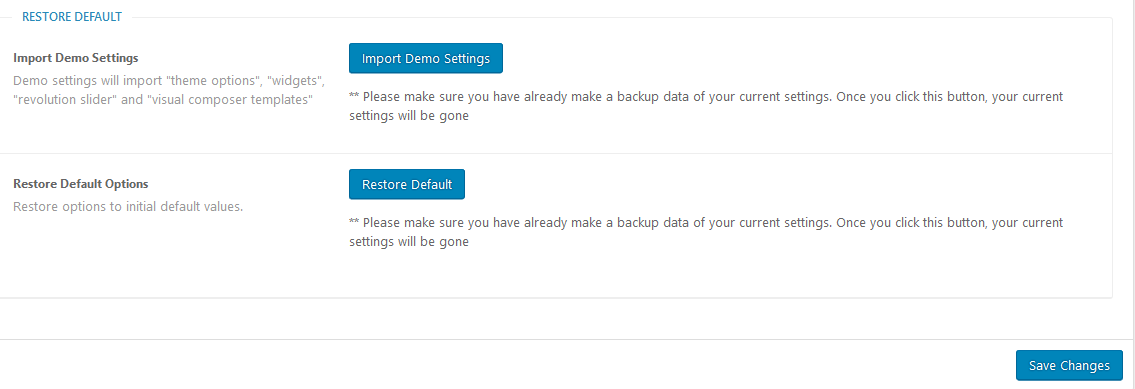 RESTORE DEFAULT
Import Demo Settings
Import Demo Settings
Demo settings will import "theme options", "widgets",
"revolution slider" and "visual composer templates"
** Please make sure you have already make a backup data of your current settings. Once you click this button, your current
settings will be gone
Restore Default Options
Restore Default
Restore options to initial default values.
** Please make sure you have already make a backup data of your current settings. Once you click this button, your current
settings will be gone
Save Changes